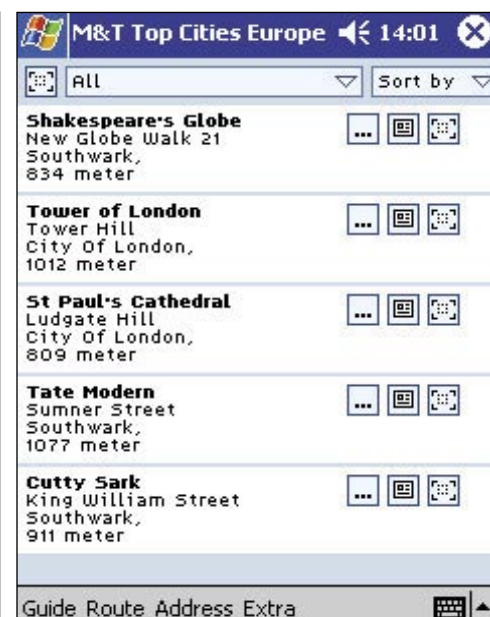 M&T Top Cities Europe 14:01
All Sort by
Shakespeare's Globe
New Globe Walk 21
Southwark,
834 meter
Tower of London
Tower Hill
City Of London,
1012 meter
St Paul's Cathedral
Ludgate Hill
City Of London,
809 meter
Tate Modern
Sumner Street
Southwark,
1077 meter
Cutty Sark
King William Street
Southwark,
911 meter
Guide Route Address Extra